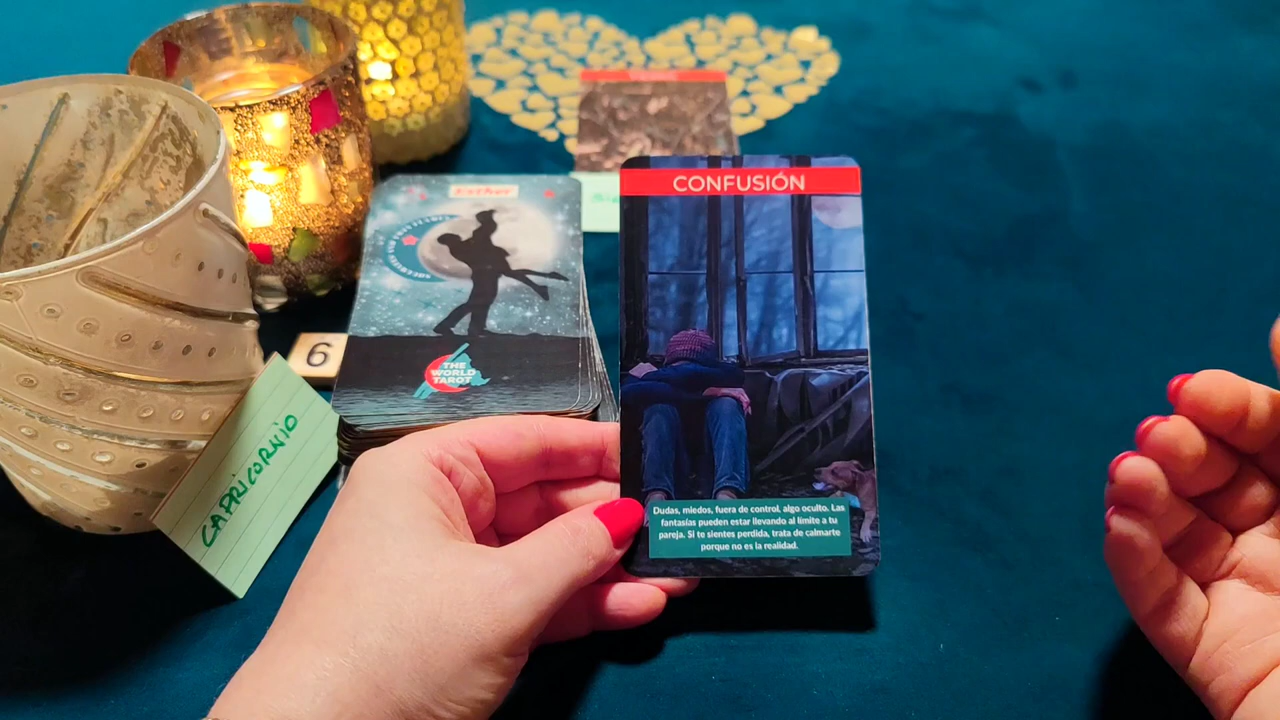 CONFUSIÓN
Dudas, miedos, fuera de control, algo oculto. Las
fantasías pueden estar llevando al límite a tu
pareja. Si te sientes perdida, trata de calmarte
porque no es la realidad.
Esther
THE
WORLD
TAROT
6
CAPRICORNIO